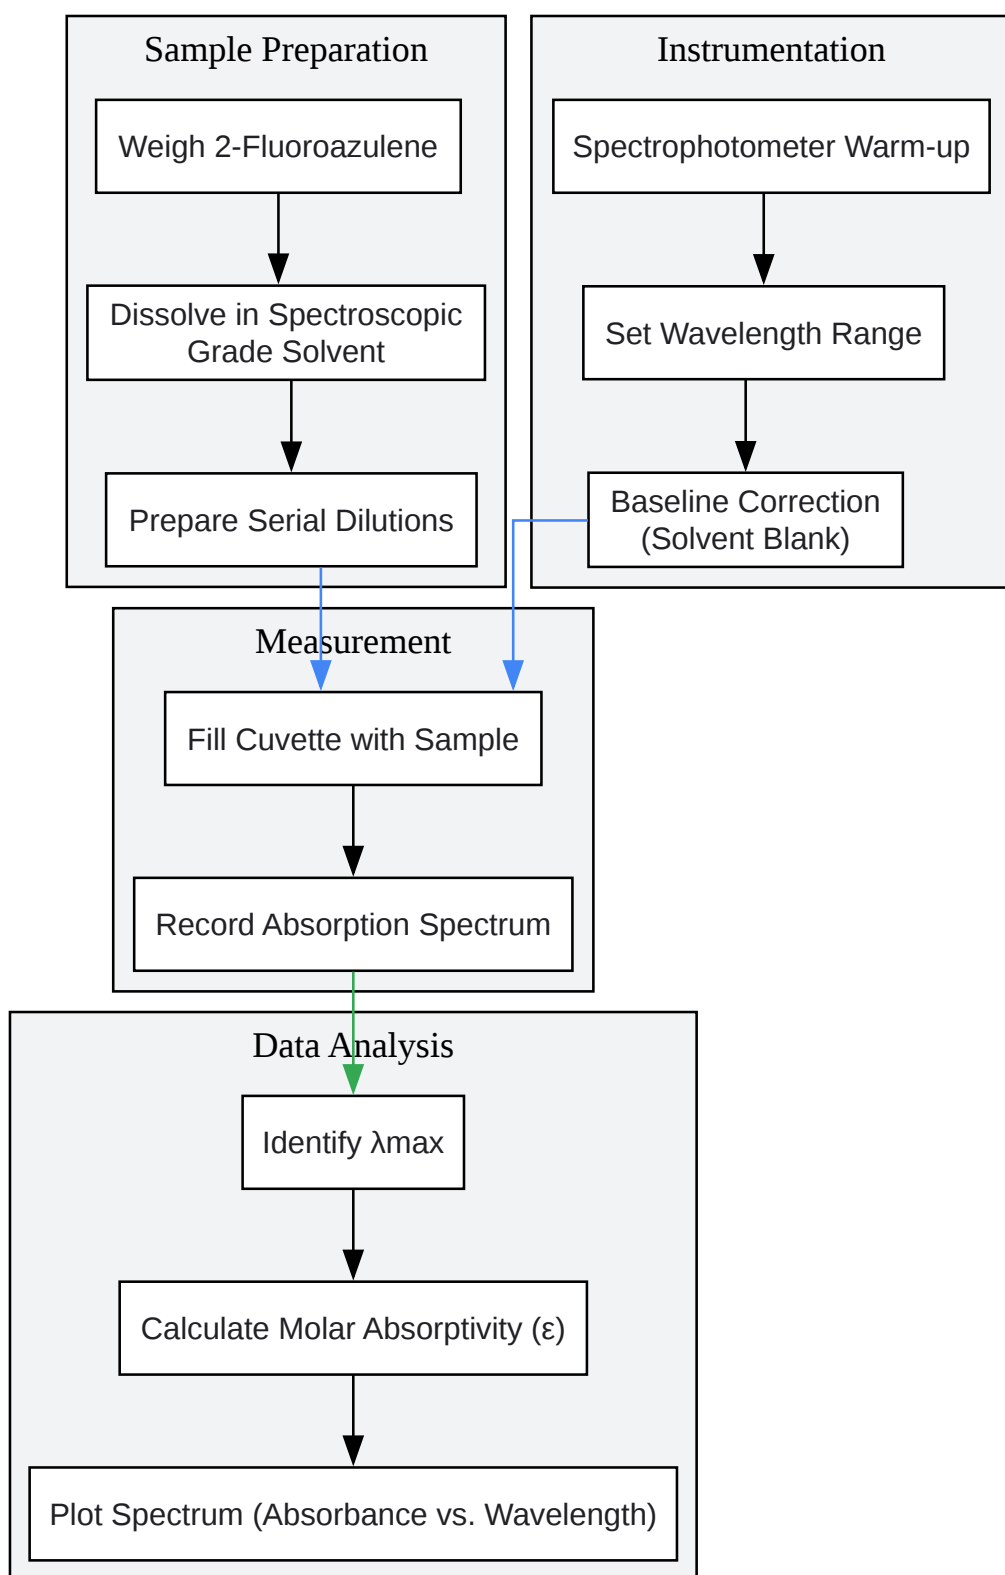 Sample Preparation
Weigh 2-Fluoroazulene
Dissolve in Spectroscopic
Grade Solvent
Prepare Serial Dilutions
Instrumentation
Spectrophotometer Warm-up
Set Wavelength Range
Baseline Correction
(Solvent Blank)
Measurement
Fill Cuvette with Sample
Record Absorption Spectrum
Data Analysis
Identify λmax
Calculate Molar Absorptivity (ε)
Plot Spectrum (Absorbance vs. Wavelength)